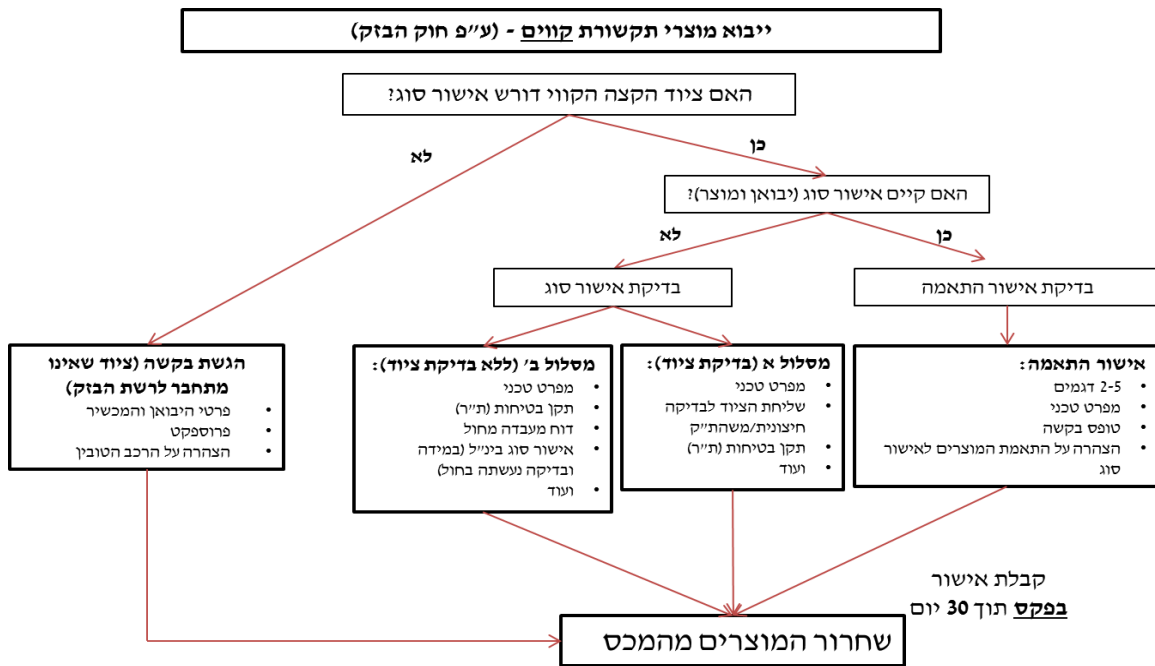 ייבוא מוצרי תקשורת קווים - (ע"פ חוק הבזק)
האם ציוד הקצה הקווי דורש אישור סוג?
כן
לא
האם קיים אישור סוג (יבואן ומוצר)?
כן
לא
בדיקת אישור התאמה
בדיקת אישור סוג
אישור התאמה:
• 2-5 דגמים
• מפרט טכני
• טופס בקשה
• הצהרה על התאמת המוצרים לאישור
סוג
מסלול א (בדיקת ציוד):
• מפרט טכני
• שליחת הציוד לבדיקה
חיצונית/משהת"ק
• תקן בטיחות (ת"ר)
• ועוד
מסלול ב' (ללא בדיקת ציוד):
• מפרט טכני
• תקן בטיחות (ת"ר)
• דוח מעבדה מחול
• אישור סוג בינ"ל (במידה
ובדיקה נעשתה בחול)
• ועוד
הגשת בקשה (ציוד שאינו
מתחבר לרשת הבזק)
• פרטי היבואן והמכשיר
• פרוספקט
• הצהרה על הרכב הטובין
קבלת אישור
בפקס תוך 30 יום
שחרור המוצרים מהמכס